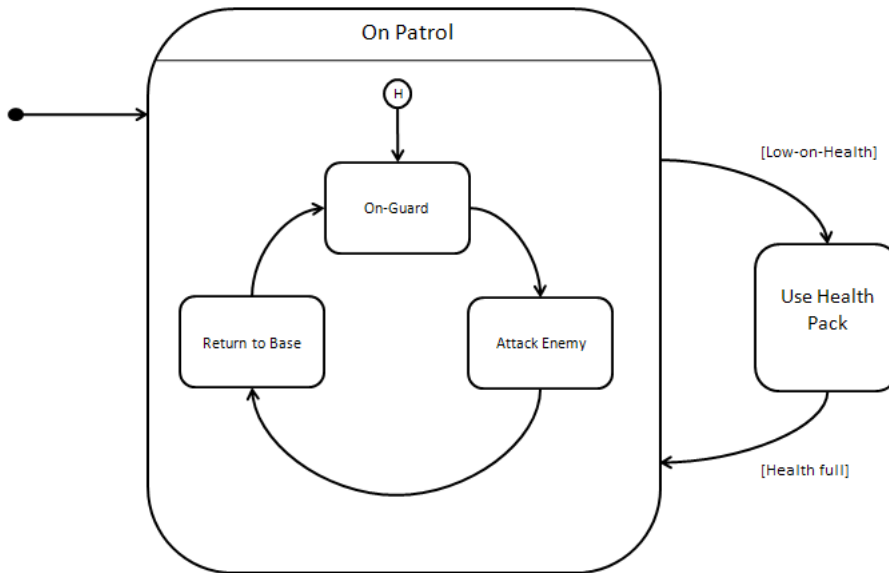 On Patrol
H
[Low-on-Health]
On-Guard
Use Health
Pack
Return to Base
Attack Enemy
[Health full]